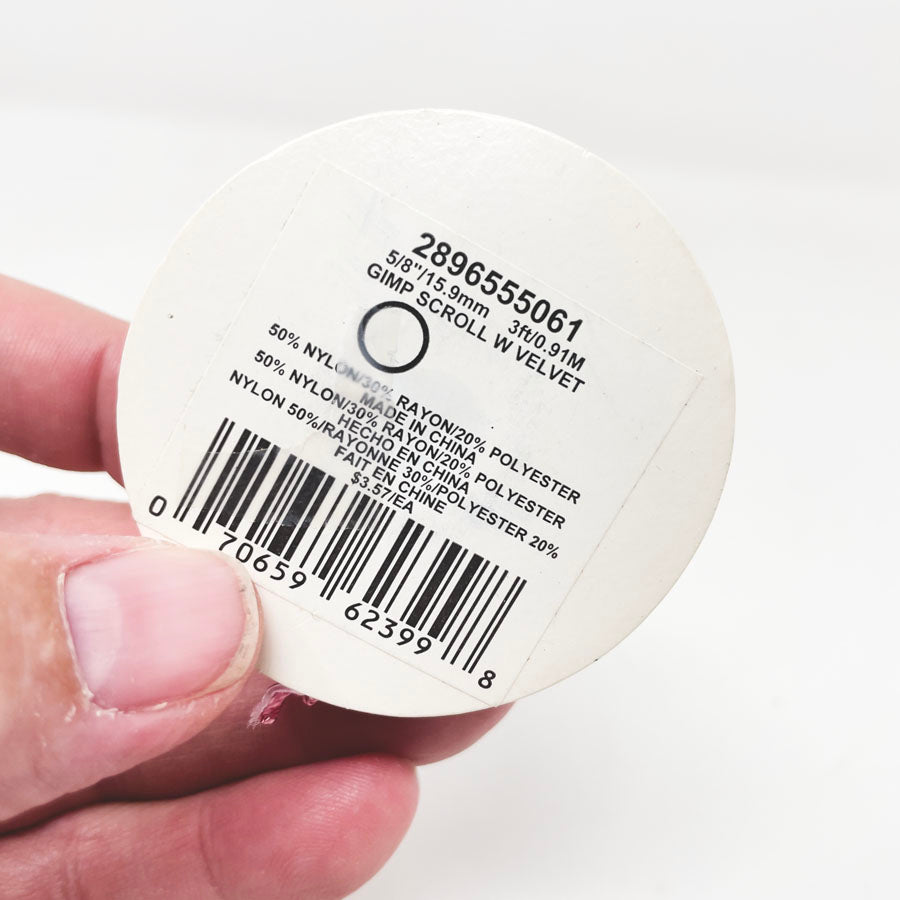 2896555061
5/8"/15.9mm 3ft/0.91M
GIMP SCROLL W VELVET
50% NYLON/30% RAYON/20% POLYESTER
MADE IN CHINA
50% NYLON/30% RAYON/20% POLYESTER
HECHO EN CHINA
NYLON 50%/RAYONNE 30%/POLYESTER 20%
FAIT EN CHINE
$3.57/EA
0 70659 62399 8